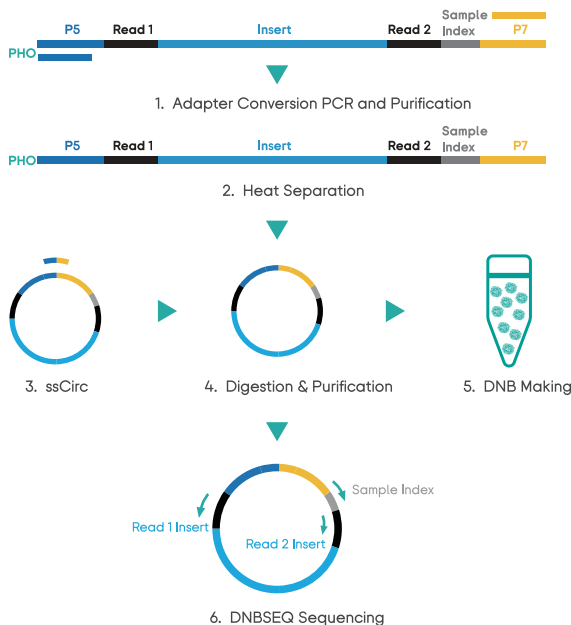 Sample
P5 Read 1 Insert Read 2 Index P7
PHO
1. Adapter Conversion PCR and Purification
Sample
P5 Read 1 Insert Read 2 Index P7
PHO
2. Heat Separation
3. ssCirc
4. Digestion & Purification
5. DNB Making
Sample Index
Read 1 Insert
Read 2 Insert
6. DNBSEQ Sequencing